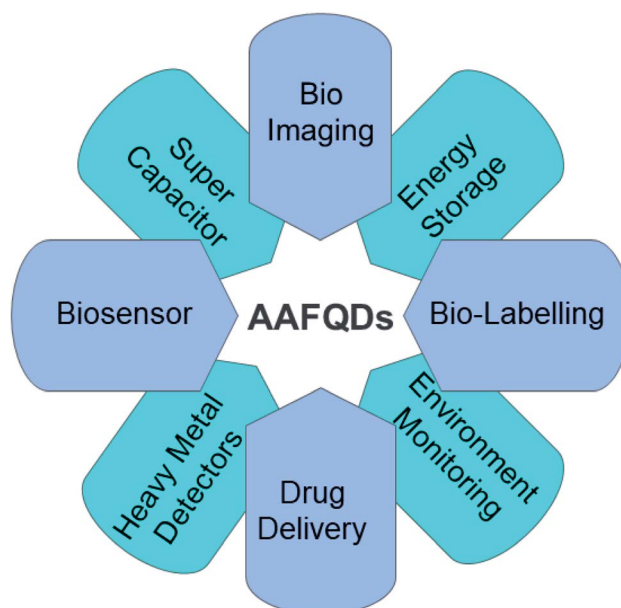 Bio
Imaging
Energy
Storage
Bio-Labelling
Environment
Monitoring
Drug
Delivery
Heavy Metal
Detectors
Biosensor
Super
Capacitor
AAFQDs